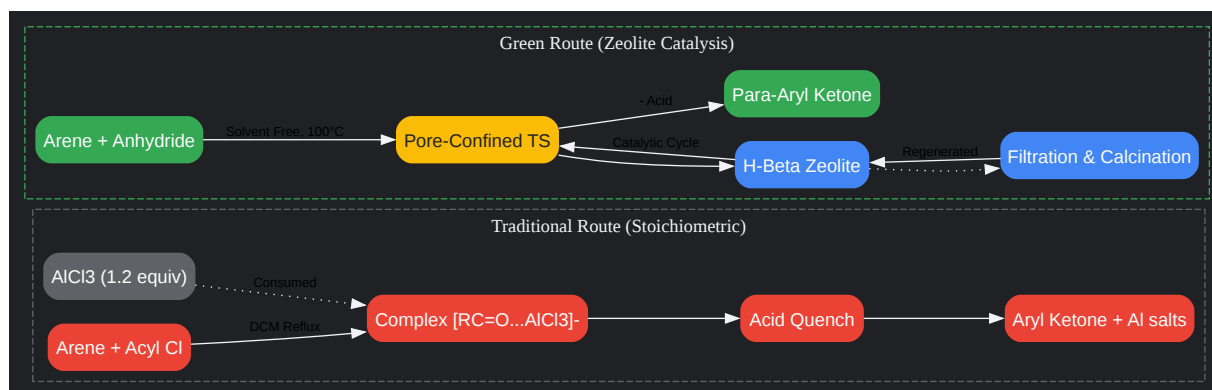 Green Route (Zeolite Catalysis)
Arene + Anhydride
Solvent Free, 100°C
Pore-Confined TS
- Acid
Para-Aryl Ketone
Catalytic Cycle
H-Beta Zeolite
Regenerated
Filtration & Calcination
Traditional Route (Stoichiometric)
AlCl3 (1.2 equiv)
Consumed
Arene + Acyl Cl
DCM Reflux
Complex [RC=O...AlCl3]-
Acid Quench
Aryl Ketone + Al salts